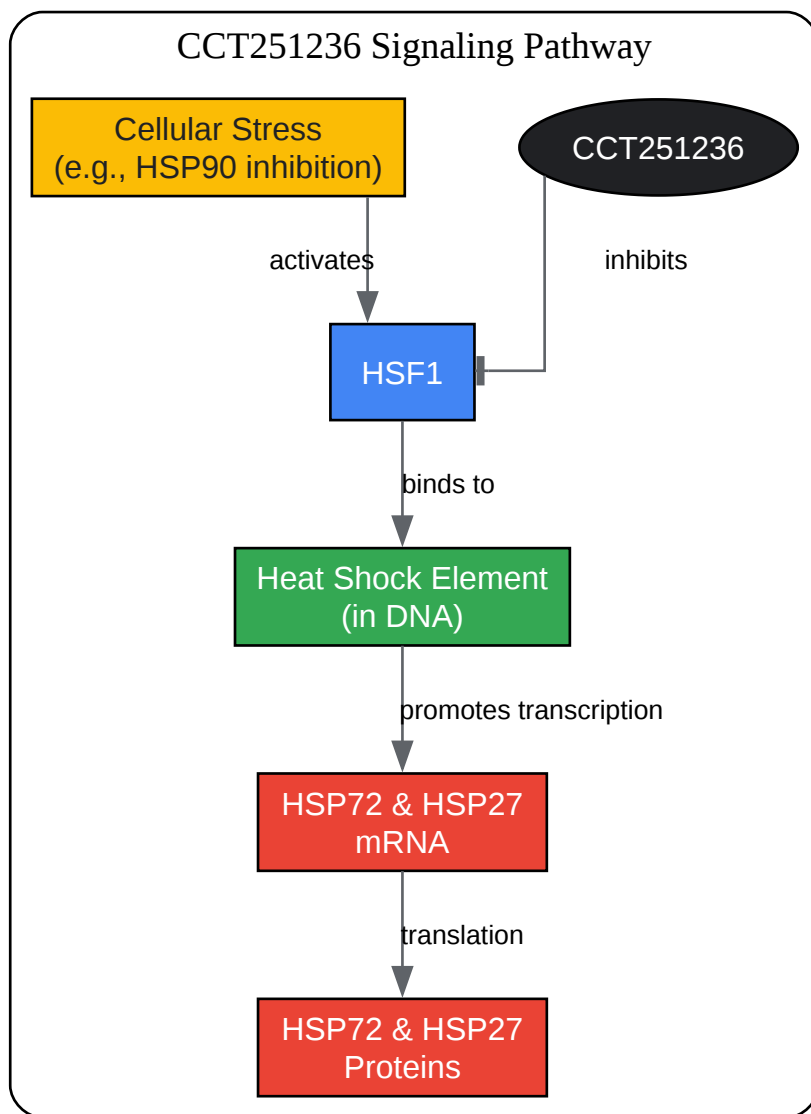 CCT251236 Signaling Pathway
Cellular Stress
(e.g., HSP90 inhibition)
CCT251236
activates
inhibits
HSF1
binds to
Heat Shock Element
(in DNA)
promotes transcription
HSP72 & HSP27
mRNA
translation
HSP72 & HSP27
Proteins